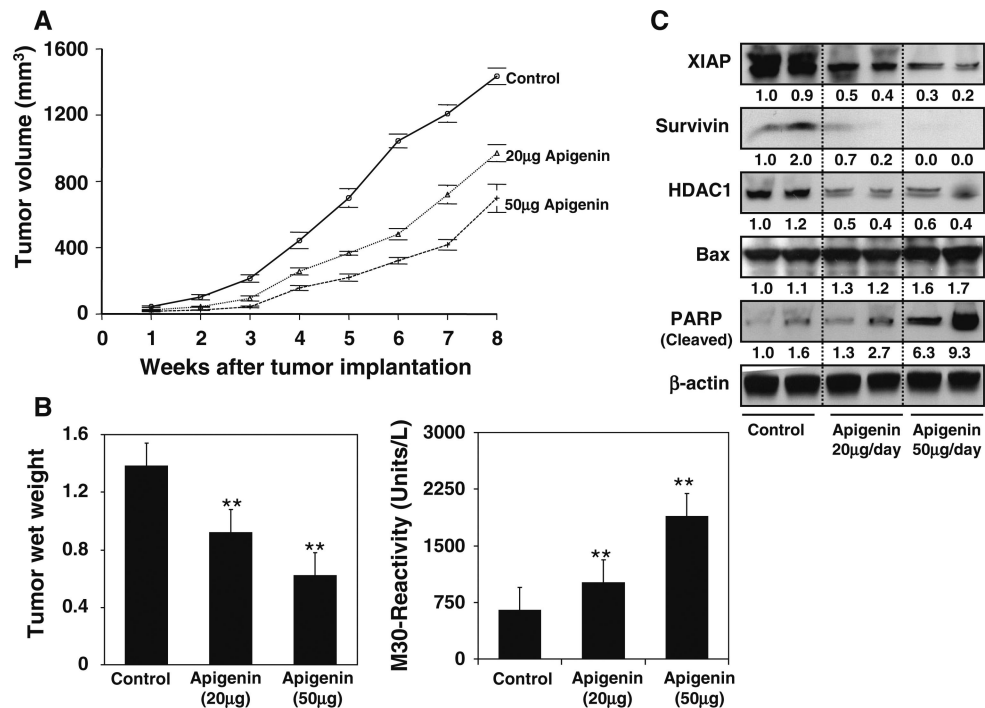 A
Tumor volume (mm³)
1600
1200
800
400
0
Control
20µg Apigenin
50µg Apigenin
0 1 2 3 4 5 6 7 8
Weeks after tumor implantation
B
Tumor wet weight
1.6
1.2
0.8
0.4
0
**
**
Control
Apigenin
(20µg)
Apigenin
(50µg)
M30-Reactivity (Units/L)
3000
2250
1500
750
0
**
**
Control
Apigenin
(20µg)
Apigenin
(50µg)
C
XIAP
1.0 0.9 0.5 0.4 0.3 0.2
Survivin
1.0 2.0 0.7 0.2 0.0 0.0
HDAC1
1.0 1.2 0.5 0.4 0.6 0.4
Bax
1.0 1.1 1.3 1.2 1.6 1.7
PARP
(Cleaved)
1.0 1.6 1.3 2.7 6.3 9.3
β-actin
Control
Apigenin
20µg/day
Apigenin
50µg/day